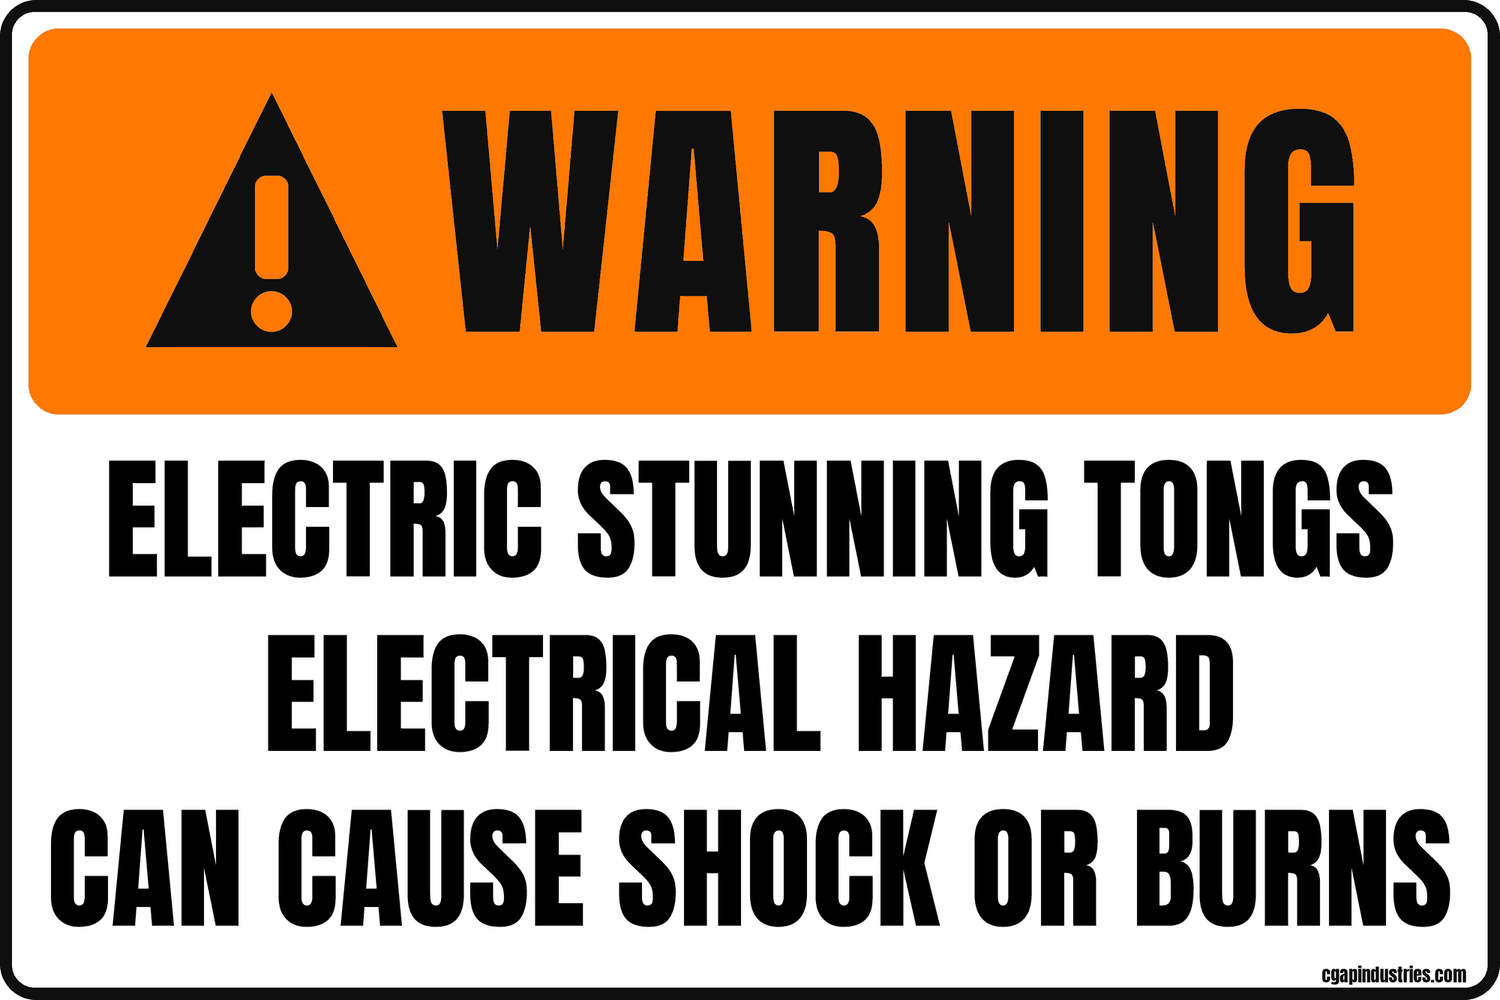 WARNING
ELECTRIC STUNNING TONGS
ELECTRICAL HAZARD
CAN CAUSE SHOCK OR BURNS
cgapindustries.com